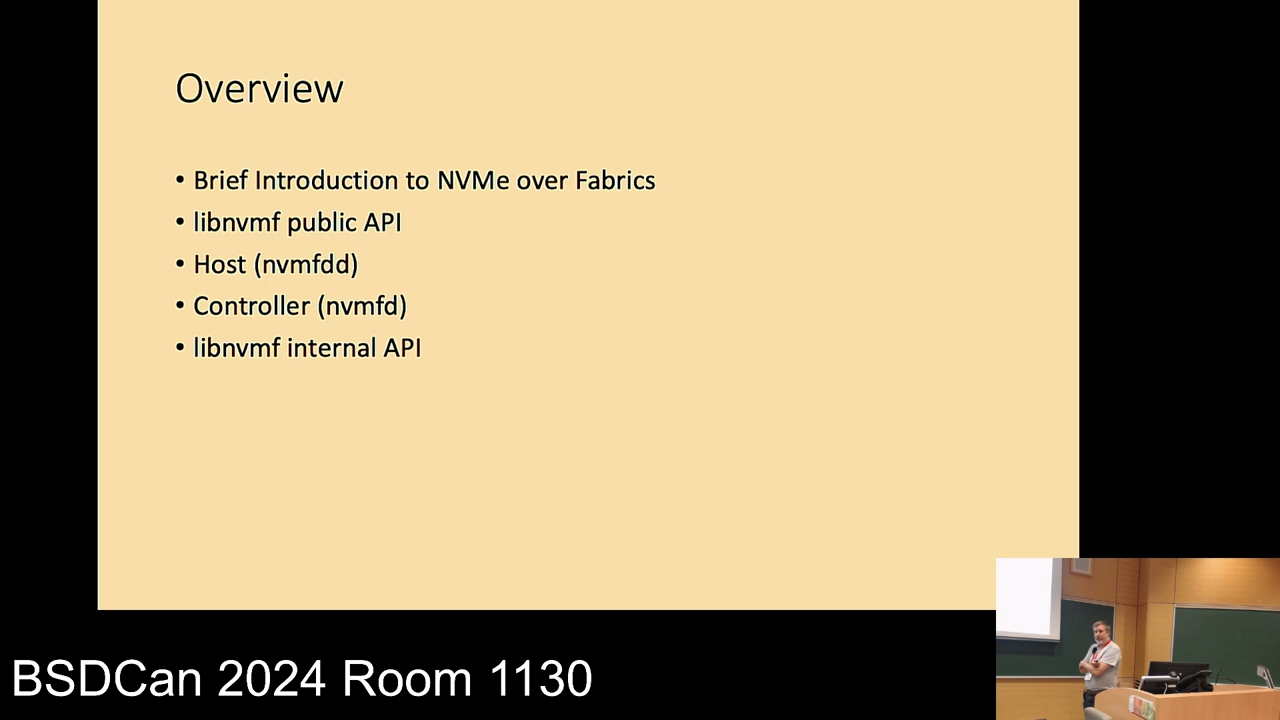 Overview
• Brief Introduction to NVMe over Fabrics
• libnvmf public API
• Host (nvmfdd)
• Controller (nvmfd)
• libnvmf internal API
BSDCan 2024 Room 1130